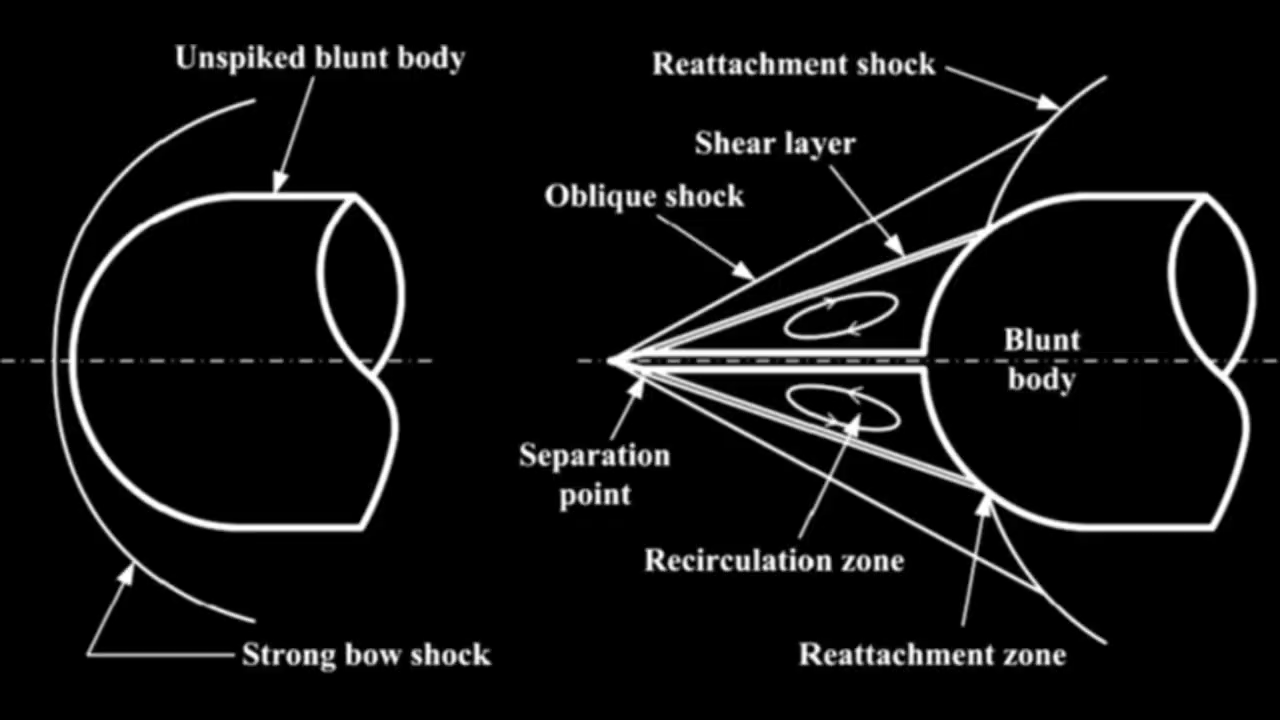 Unspiked blunt body
Strong bow shock
Reattachment shock
Shear layer
Oblique shock
Blunt
body
Separation
point
Recirculation zone
Reattachment zone